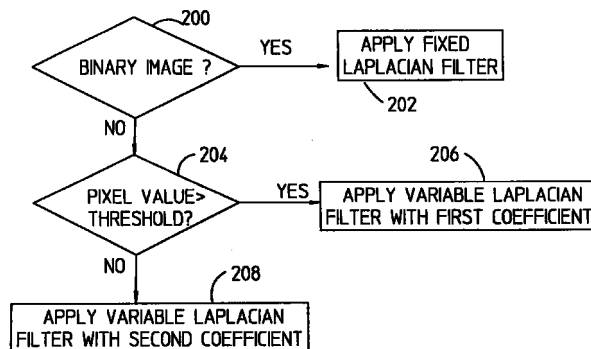 200
BINARY IMAGE ?
YES
APPLY FIXED
LAPLACIAN FILTER
202
NO
204
PIXEL VALUE>
THRESHOLD?
YES
206
APPLY VARIABLE LAPLACIAN
FILTER WITH FIRST COEFFICIENT
NO
208
APPLY VARIABLE LAPLACIAN
FILTER WITH SECOND COEFFICIENT